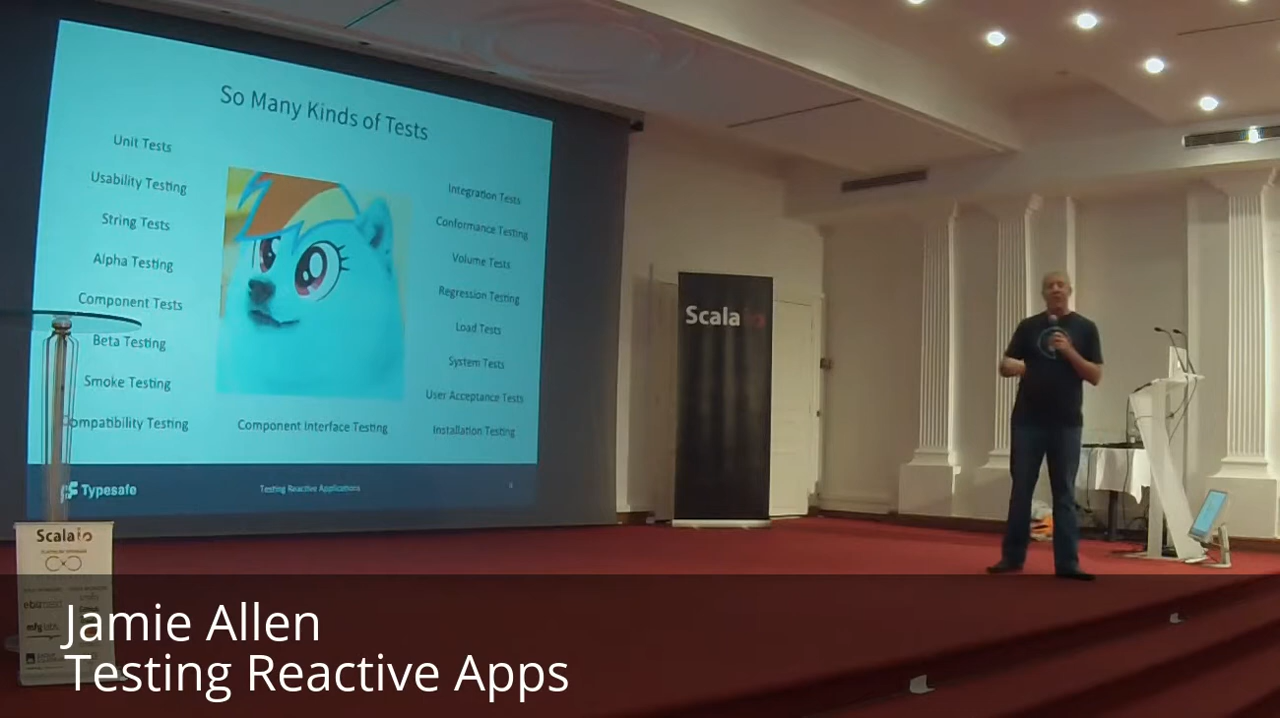 So Many Kinds of Tests
Unit Tests
Usability Testing
String Tests
Alpha Testing
Component Tests
Beta Testing
Smoke Testing
ompatibility Testing
Component Interface Testing
Integration Tests
Conformance Testing
Volume Tests
Regression Testing
Load Tests
System Tests
User Acceptance Tests
Installation Testing
Typesafe
Testing Reactive Applications
Scala io
Scala io
Jamie Allen
Testing Reactive Apps